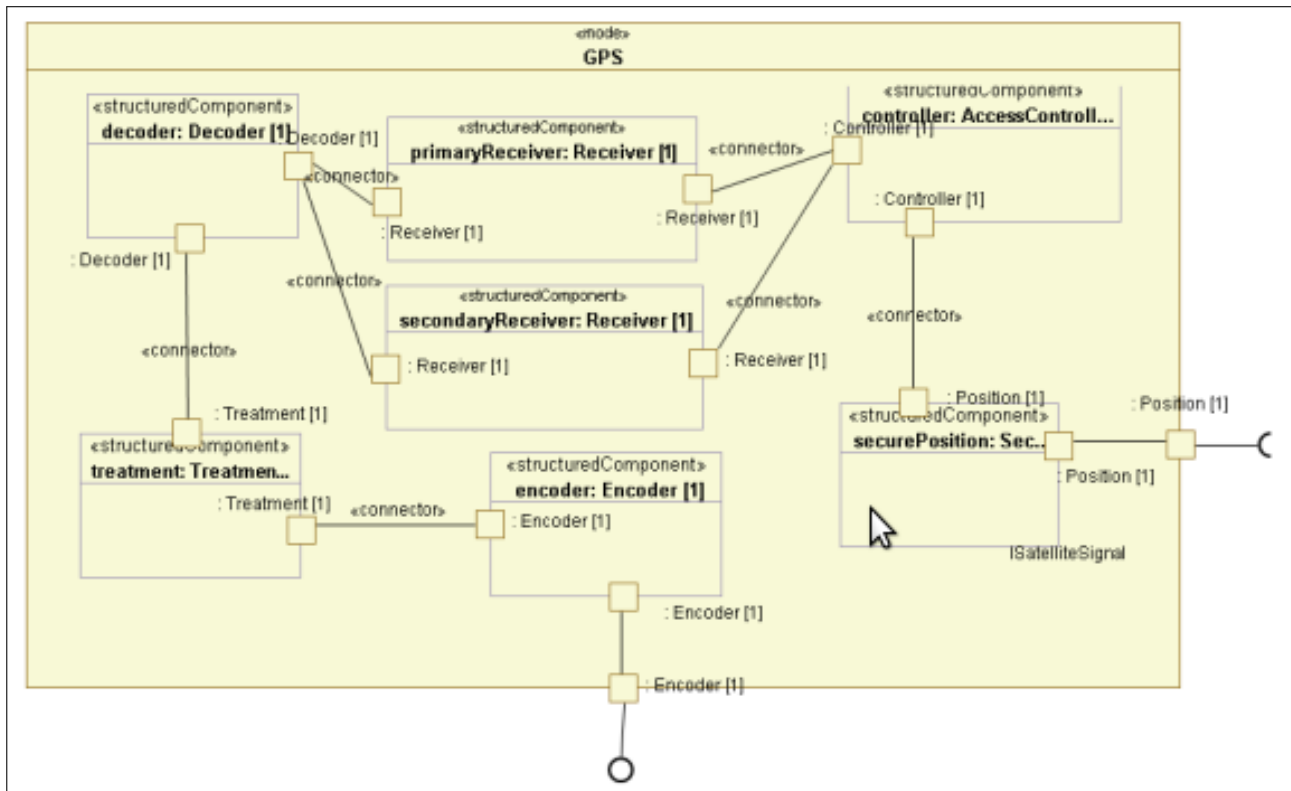 «mode»
GPS
«structuredComponent»
decoder: Decoder [1]
Decoder [1]
«structuredComponent»
primaryReceiver: Receiver [1]
«connector»
: Receiver [1]
: Receiver [1]
«connector»
«structuredComponent»
controller: AccessControll...
: Controller [1]
: Controller [1]
: Decoder [1]
«connector»
«structuredComponent»
secondaryReceiver: Receiver [1]
: Receiver [1]
: Receiver [1]
«connector»
«connector»
«connector»
: Treatment [1]
«structuredComponent»
treatment: Treatmen...
: Treatment [1]
«connector»
«structuredComponent»
encoder: Encoder [1]
: Encoder [1]
: Position [1]
«structuredComponent»
securePosition: Sec...
: Position [1]
: Position [1]
ISatelliteSignal
: Encoder [1]
: Encoder [1]